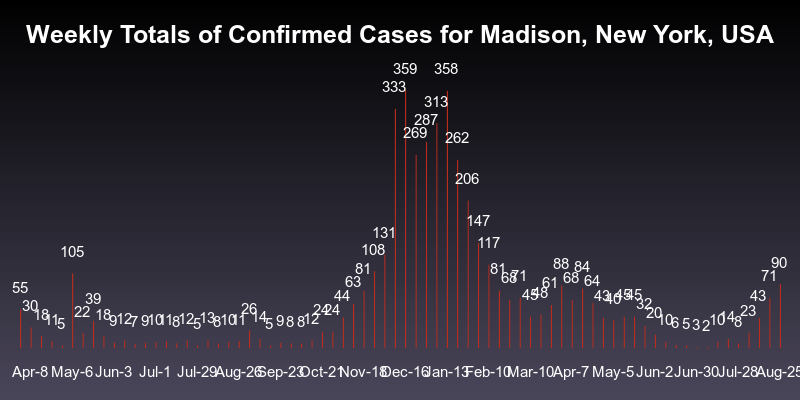 Weekly Totals of Confirmed Cases for Madison, New York, USA
55 30 18 11 5 105 22 39 18 9 12 7 9 10 11 8 12 5 13 8 10 11 26 14 5 9 8 8 12 24 24 44 63 81 108 131 333 359 269 287 313 358 262 206 147 117 81 68 71 45 48 61 88 68 84 64 43 40 45 45 32 20 10 6 5 3 2 10 14 8 23 43 71 90
Apr-8 May-6 Jun-3 Jul-1 Jul-29 Aug-26 Sep-23 Oct-21 Nov-18 Dec-16 Jan-13 Feb-10 Mar-10 Apr-7 May-5 Jun-2 Jun-30 Jul-28 Aug-25